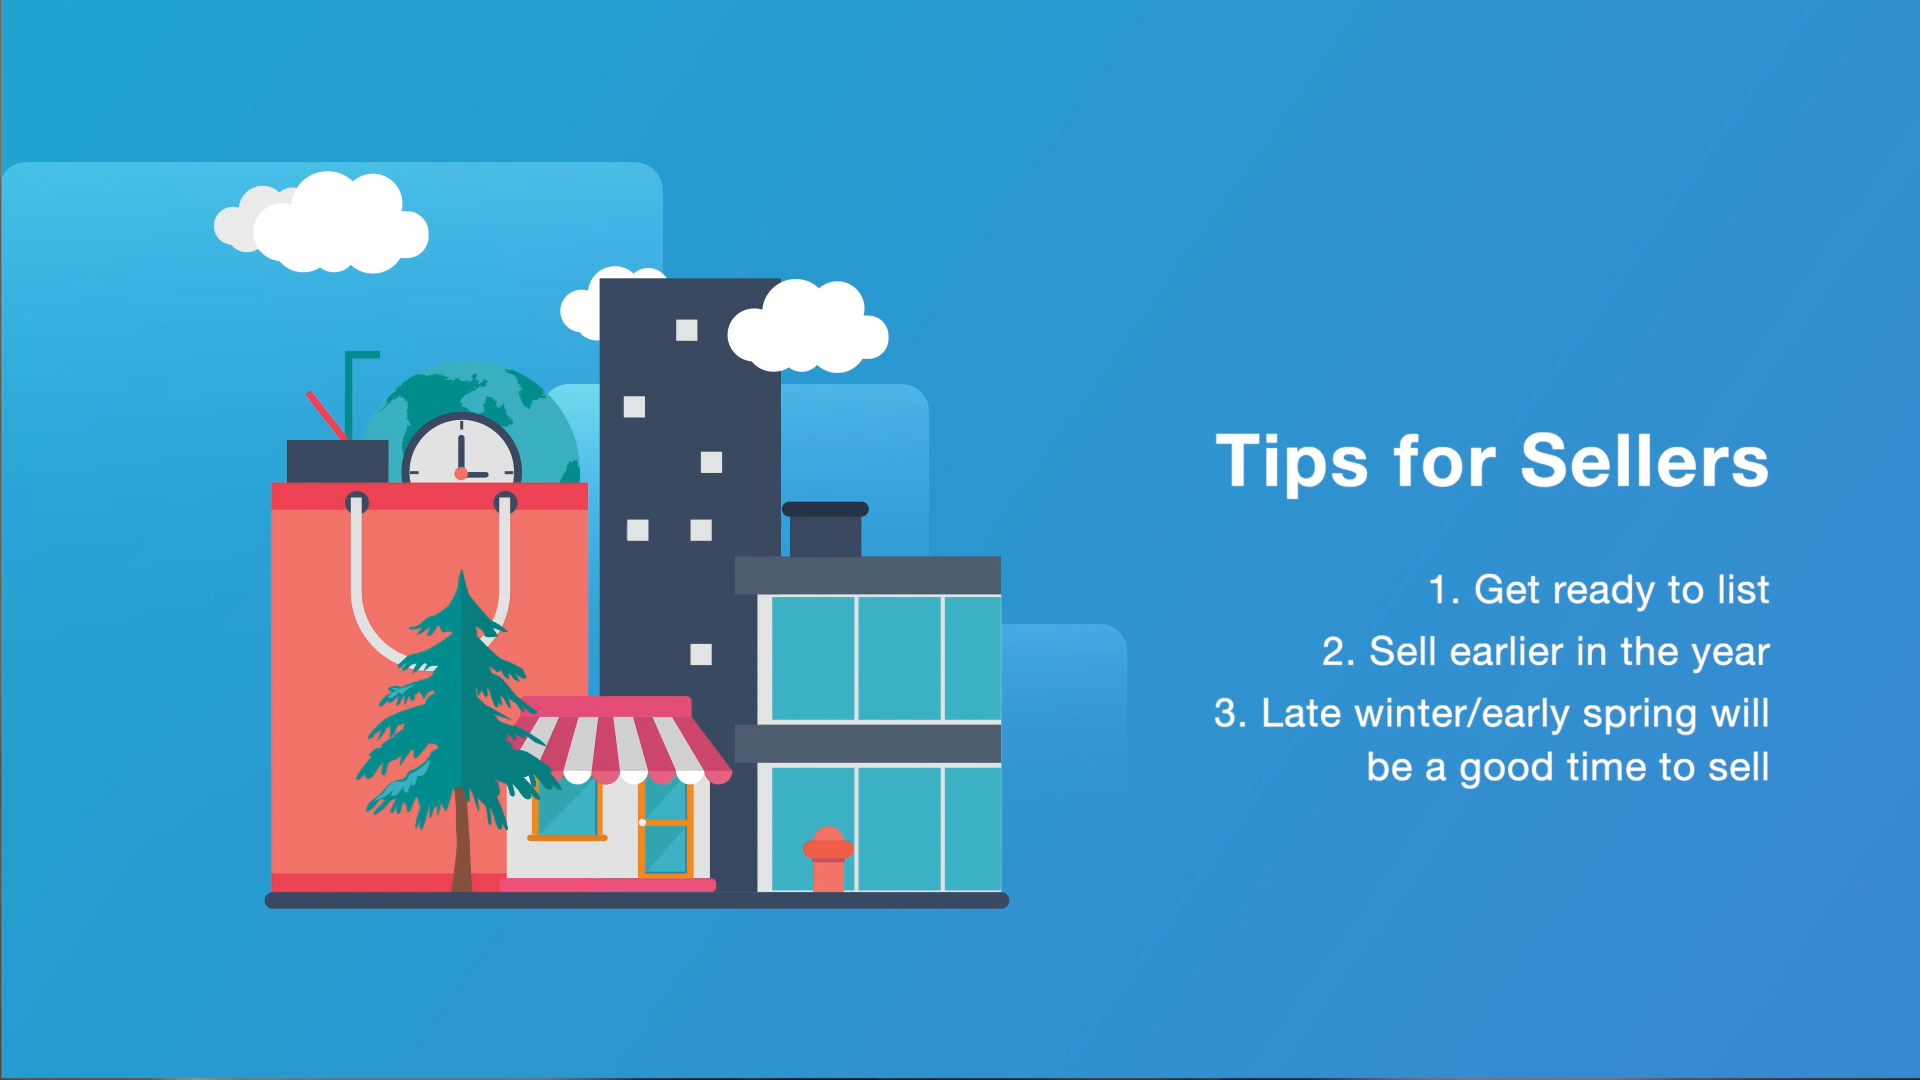 Tips for Sellers
1. Get ready to list
2. Sell earlier in the year
3. Late winter/early spring will
be a good time to sell